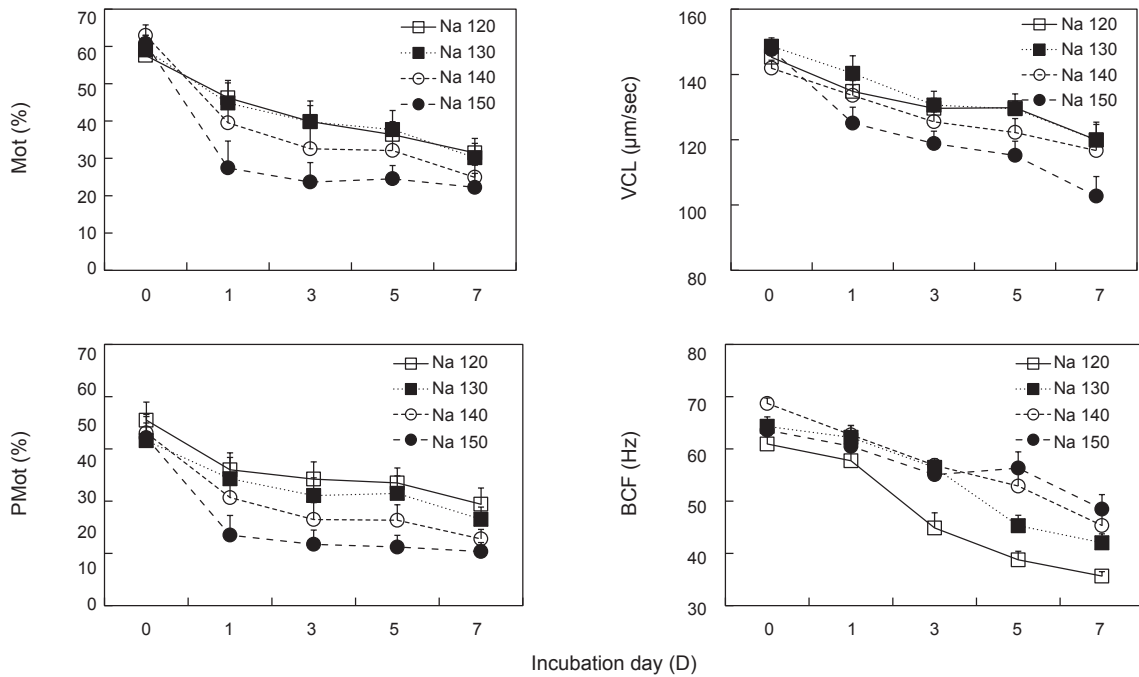 70
60
50
40
30
20
10
0
Mot (%)
0 1 3 5 7
Na 120
Na 130
Na 140
Na 150
160
140
120
100
80
VCL (µm/sec)
0 1 3 5 7
Na 120
Na 130
Na 140
Na 150
70
60
50
40
30
20
10
0
PMot (%)
0 1 3 5 7
Na 120
Na 130
Na 140
Na 150
80
70
60
50
40
30
BCF (Hz)
0 1 3 5 7
Na 120
Na 130
Na 140
Na 150
Incubation day (D)